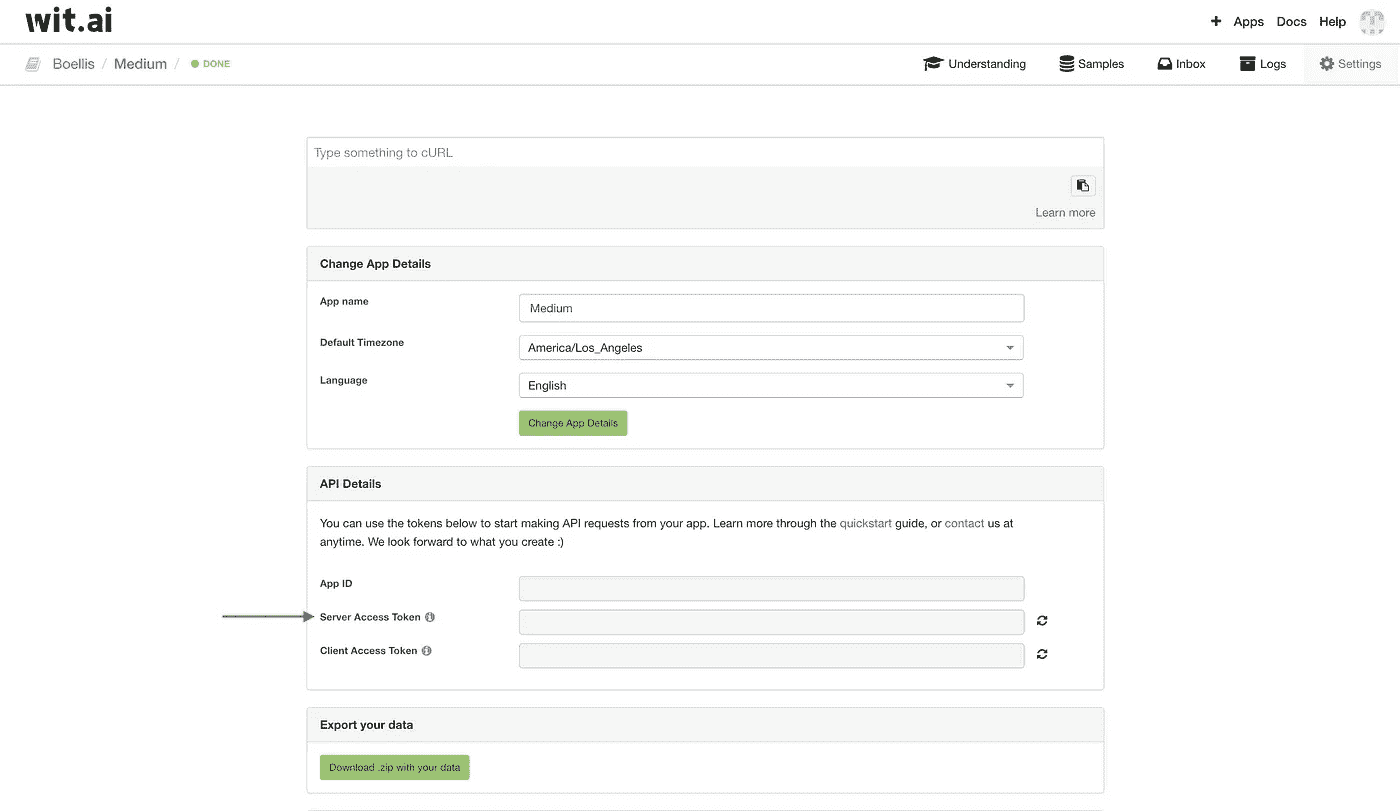 wit.ai
+ Apps Docs Help
Boellis / Medium / DONE
Understanding Samples Inbox Logs Settings
Type something to cURL
Learn more
Change App Details
App name Medium
Default Timezone America/Los_Angeles
Language English
Change App Details
API Details
You can use the tokens below to start making API requests from your app. Learn more through the quickstart guide, or contact us at
anytime. We look forward to what you create :)
App ID
Server Access Token
Client Access Token
Export your data
Download .zip with your data